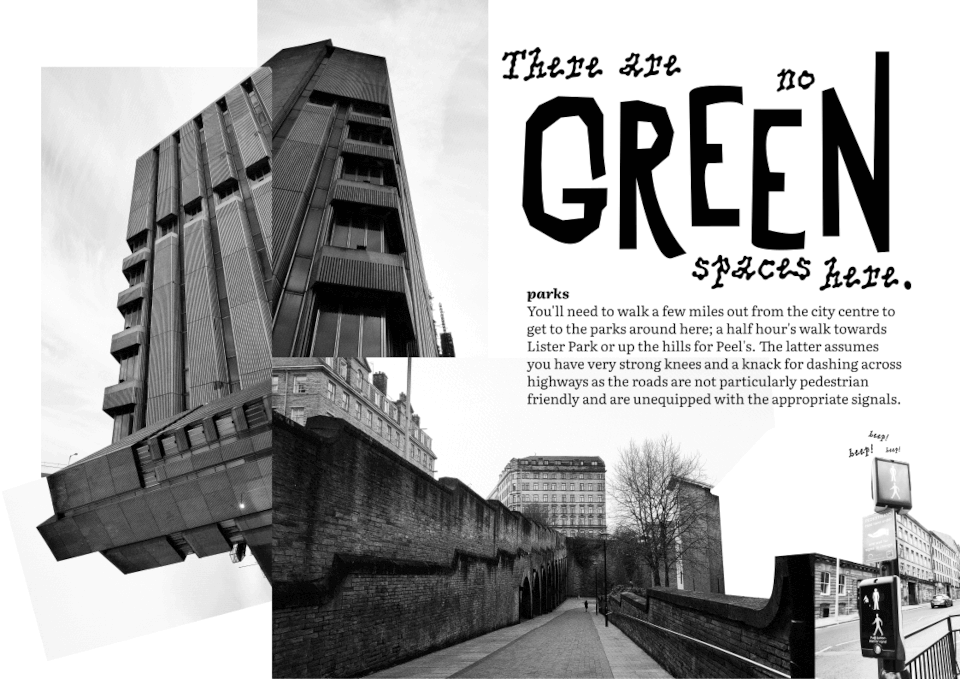 There are
no
GREEN
spaces here.
parks
You'll need to walk a few miles out from the city centre to
get to the parks around here; a half hour's walk towards
Lister Park or up the hills for Peel's. The latter assumes
you have very strong knees and a knack for dashing across
highways as the roads are not particularly pedestrian
friendly and are unequipped with the appropriate signals.
beep!
beep! beep!